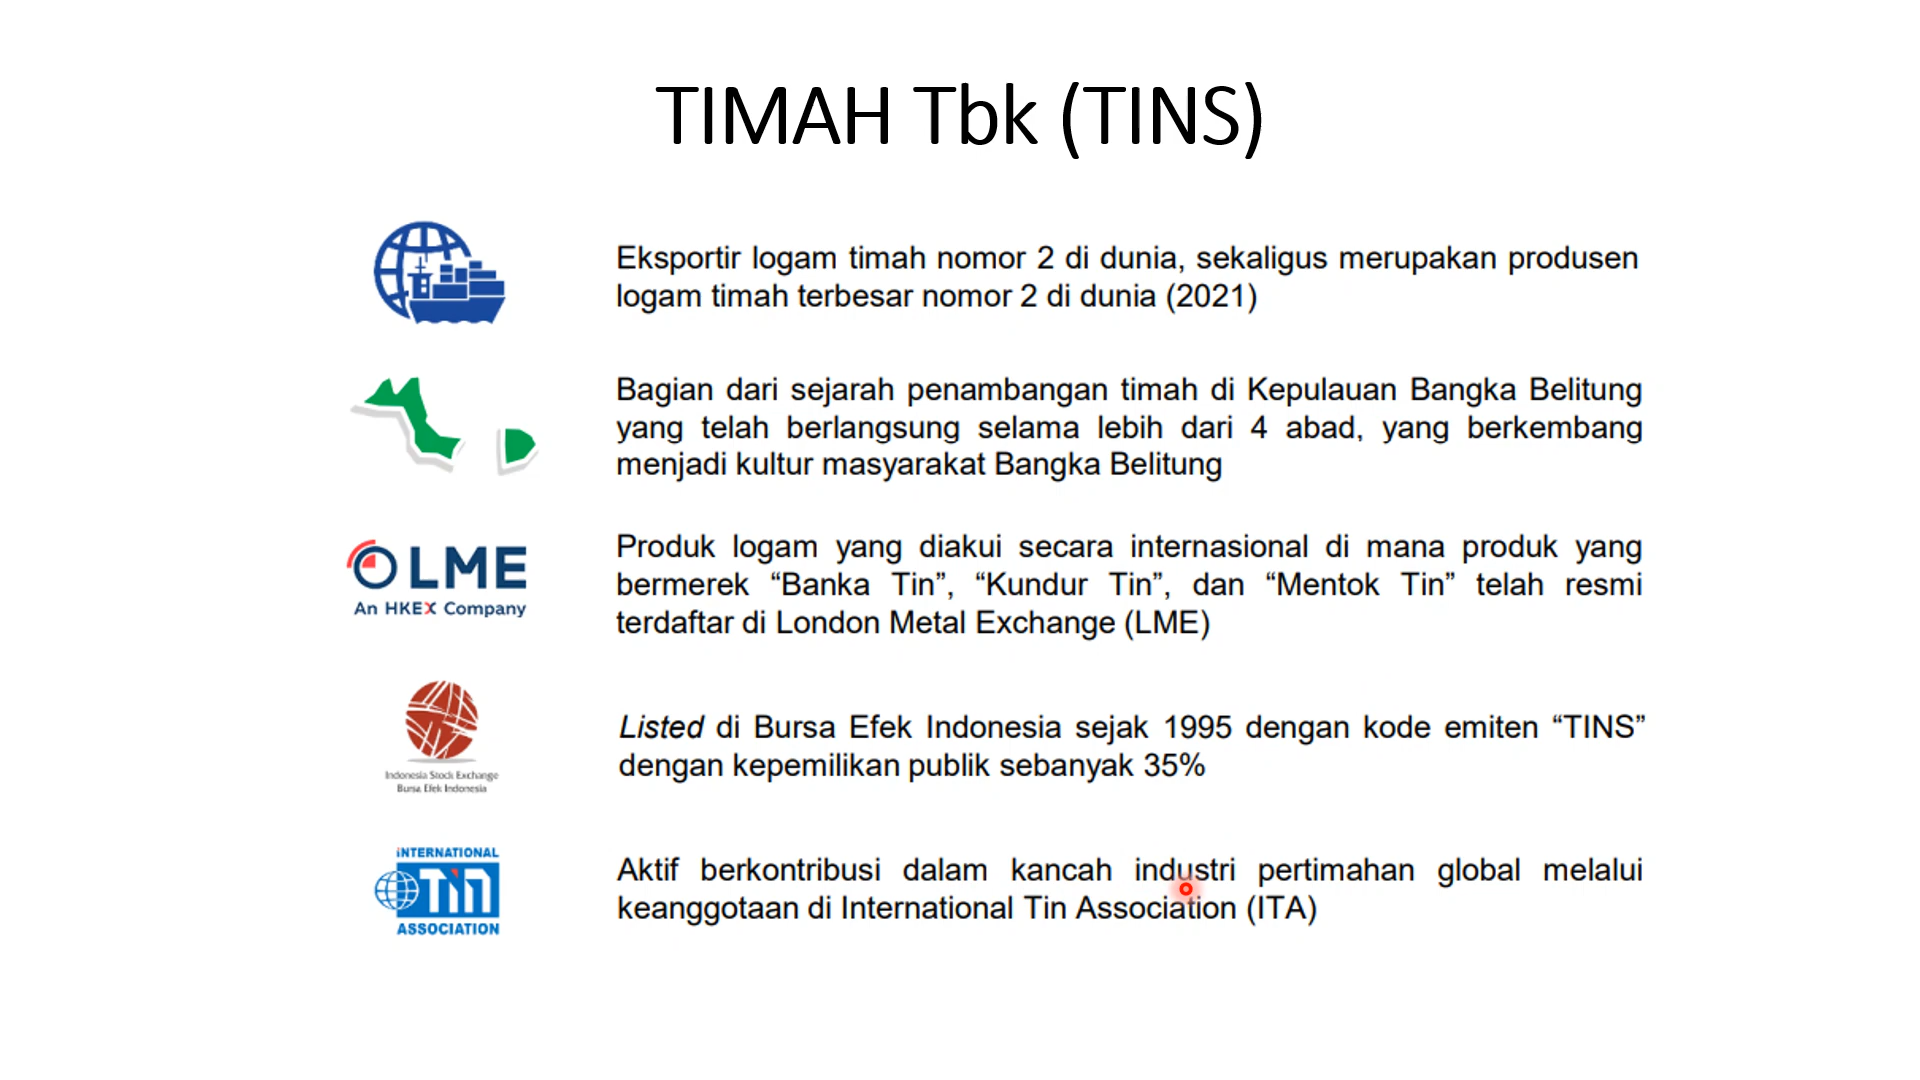 TIMAH Tbk (TINS)
Eksportir logam timah nomor 2 di dunia, sekaligus merupakan produsen
logam timah terbesar nomor 2 di dunia (2021)
Bagian dari sejarah penambangan timah di Kepulauan Bangka Belitung
yang telah berlangsung selama lebih dari 4 abad, yang berkembang
menjadi kultur masyarakat Bangka Belitung
LME
An HKEX Company
Produk logam yang diakui secara internasional di mana produk yang
bermerek “Banka Tin”, “Kundur Tin”, dan “Mentok Tin” telah resmi
terdaftar di London Metal Exchange (LME)
Indonesia Stock Exchange
Bursa Efek Indonesia
Listed di Bursa Efek Indonesia sejak 1995 dengan kode emiten “TINS”
dengan kepemilikan publik sebanyak 35%
INTERNATIONAL
Tin
ASSOCIATION
Aktif berkontribusi dalam kancah industri pertimahan global melalui
keanggotaan di International Tin Association (ITA)